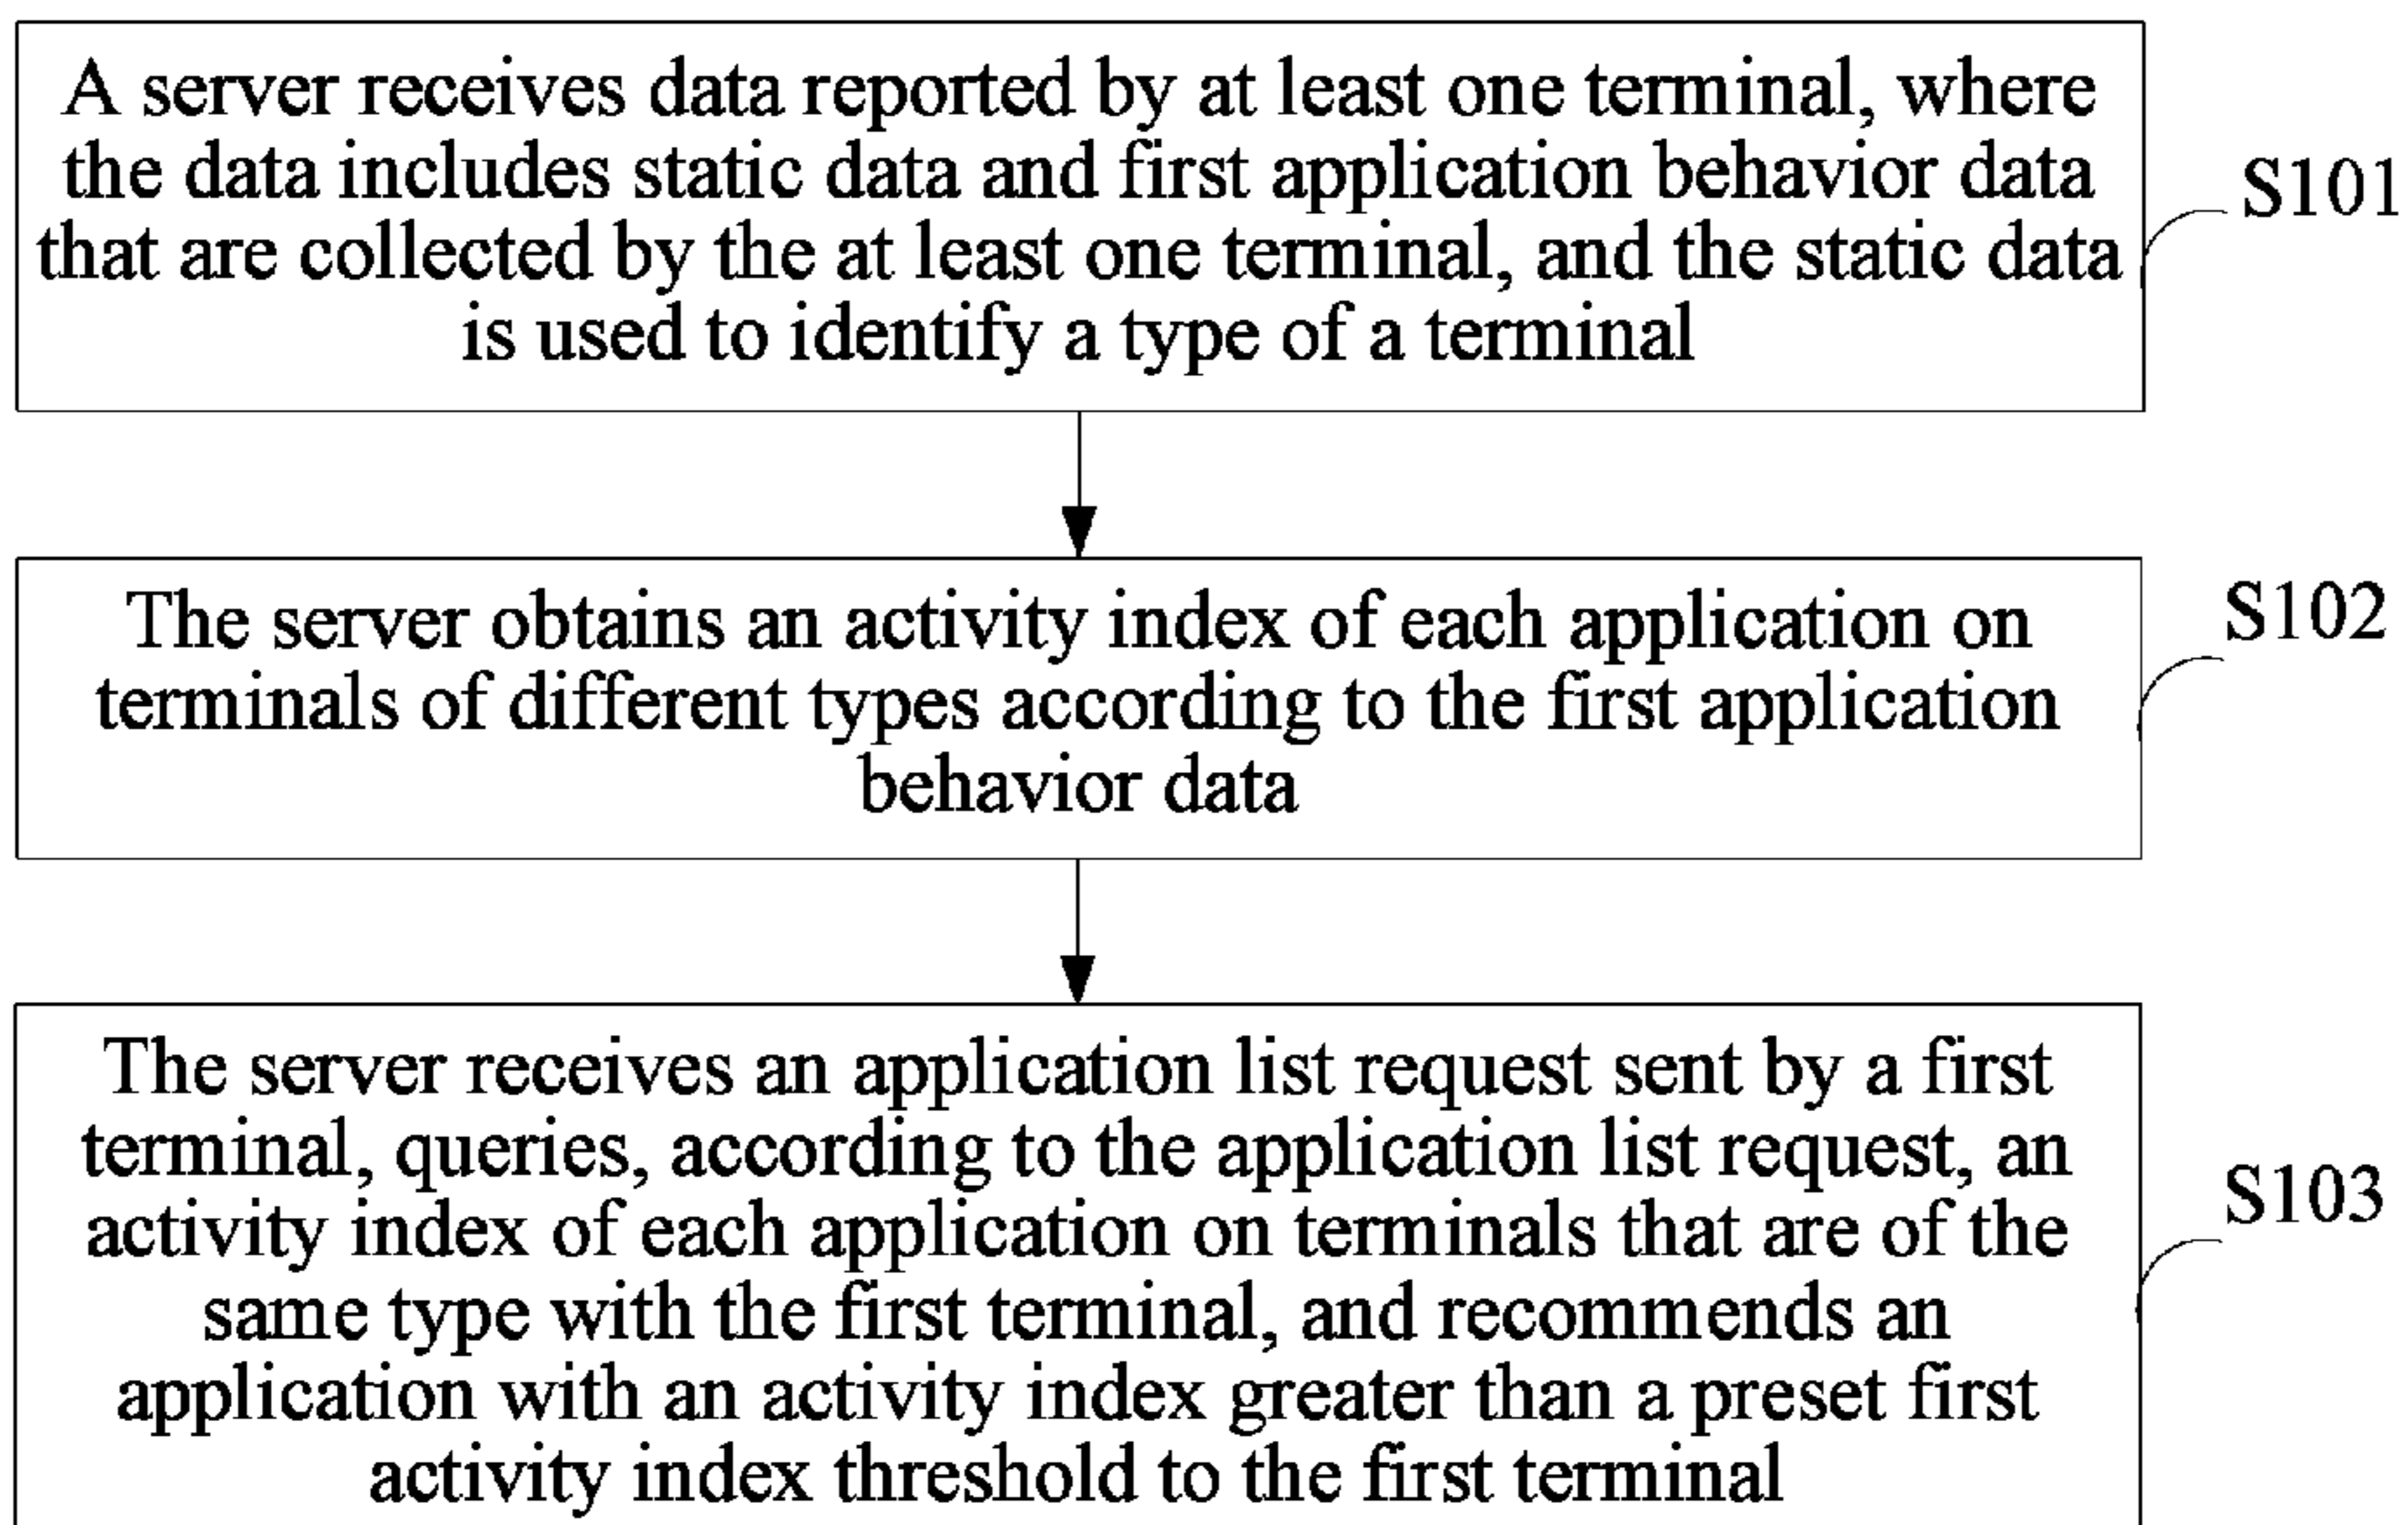 A server receives data reported by at least one terminal, where
the data includes static data and first application behavior data
that are collected by the at least one terminal, and the static data
is used to identify a type of a terminal
S101
The server obtains an activity index of each application on
terminals of different types according to the first application
behavior data
S102
The server receives an application list request sent by a first
terminal, queries, according to the application list request, an
activity index of each application on terminals that are of the
same type with the first terminal, and recommends an
application with an activity index greater than a preset first
activity index threshold to the first terminal
S103